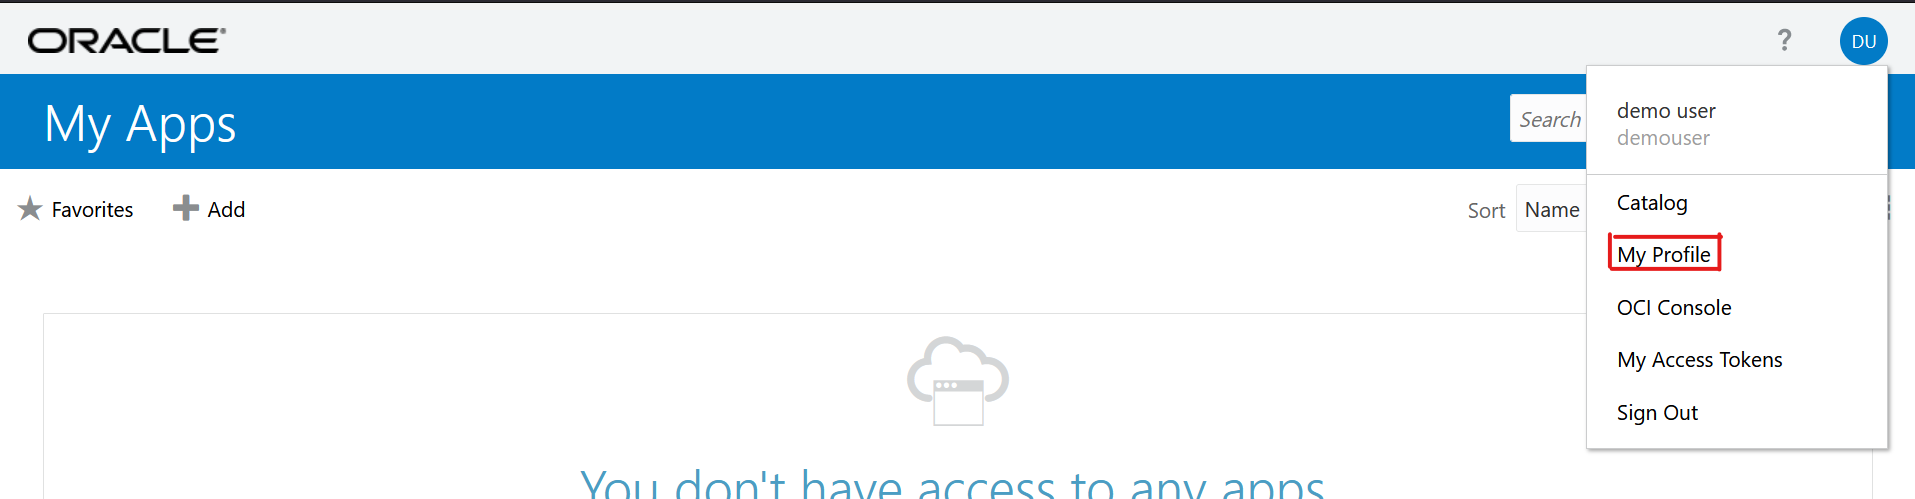 ORACLE
?
DU
My Apps
Search
demo user
demouser
Favorites
Add
Sort
Name
Catalog
My Profile
OCI Console
My Access Tokens
Sign Out
You don't have access to any apps